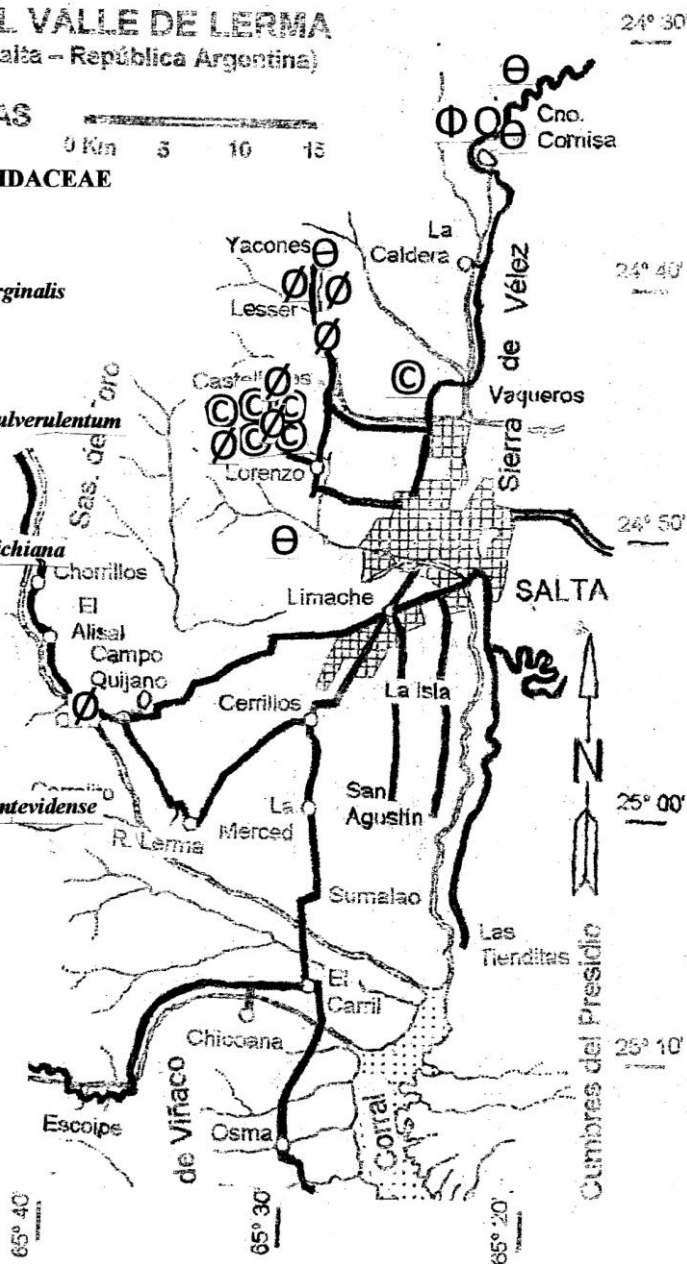 L VALLE DE LERMA
alta – República Argentina)
24° 30'
AS
0 Km 5 10 15
IDACEAE
Θ
Φ O Θ
Cno.
Cornisa
La
Caldera
Yacones Θ
Ø Ø
Lesser
Ø
24° 40'
rginalis
Sierra de Vélez
Vaqueros
©
Ø
© © ©
Ø
Ø © ©
ulverulentum
Lorenzo
Sas. de Toro
24° 50'
Θ
ichiana
Chorrillos
Limache
SALTA
El
Alisal
Campo
Quijano
Ø
La Isla
Cerrillos
N
ntevidense
R. Lerma
La
Merced
San
Agustín
25° 00'
Sumalao
Las
Tienditas
El
Carril
Chicoana
Cumbres del Presidio
25° 10'
Escoipe
de Viñaco
Osma
Corral
65° 40'
65° 30'
65° 20'